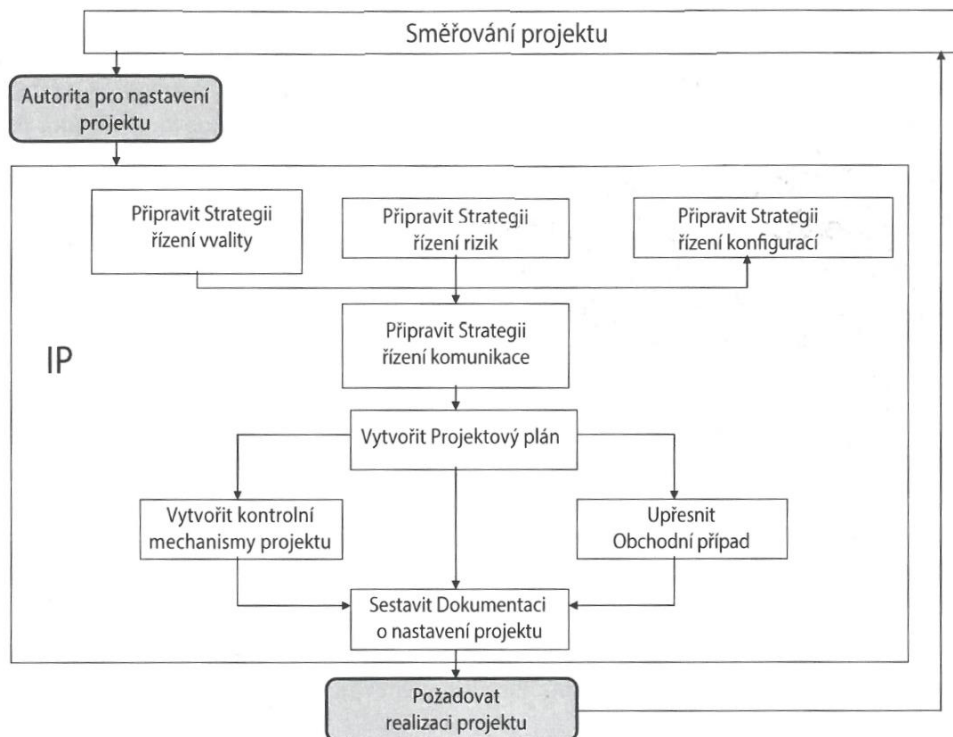 Směřování projektu
Autorita pro nastavení
projektu
Připravit Strategii
řízení vvality
Připravit Strategii
řízení rizik
Připravit Strategii
řízení konfigurací
IP
Připravit Strategii
řízení komunikace
Vytvořit Projektový plán
Vytvořit kontrolní
mechanismy projektu
Upřesnit
Obchodní případ
Sestavit Dokumentaci
o nastavení projektu
Požadovat
realizaci projektu